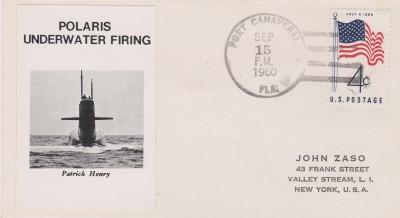 POLARIS
UNDERWATER FIRING
Patrick Henry
PORT CANAVERAL
SEP
15
P.M.
1960
FLA.
JULY 4 1960
4¢
U.S. POSTAGE
JOHN ZASO
43 FRANK STREET
VALLEY STREAM, L. I.
NEW YORK, U.S.A.